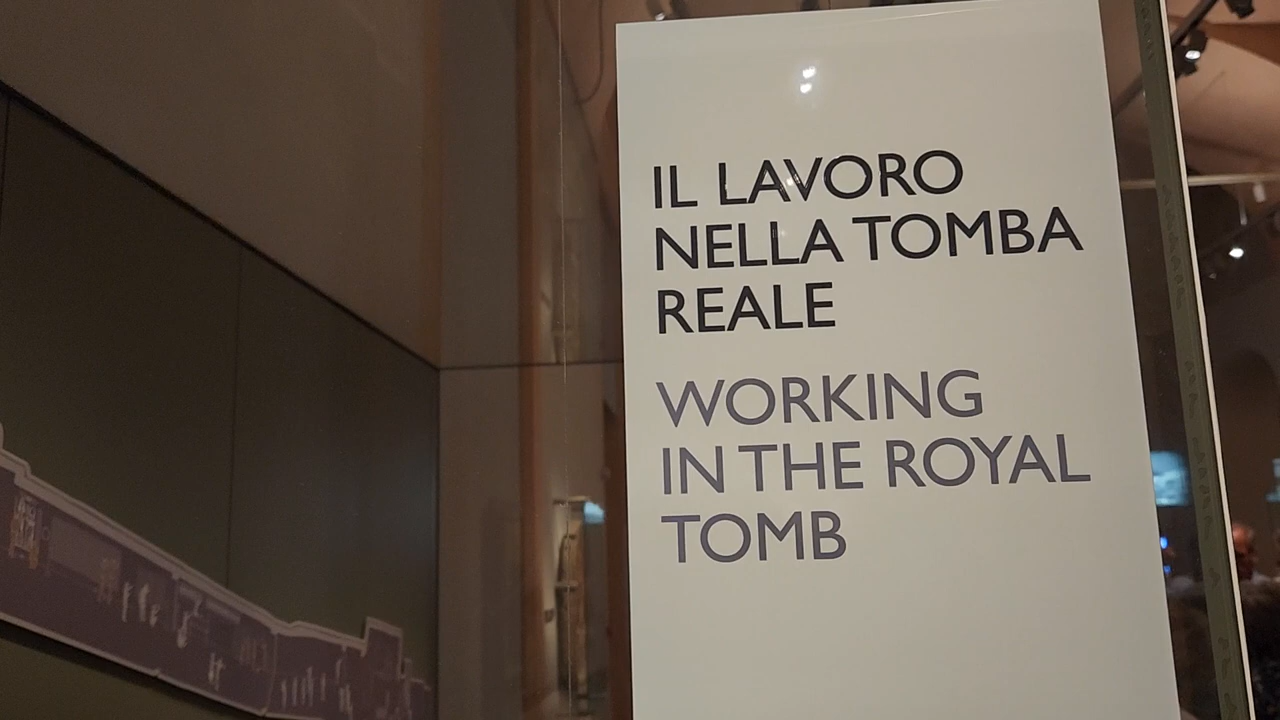 IL LAVORO
NELLA TOMBA
REALE
WORKING
IN THE ROYAL
TOMB